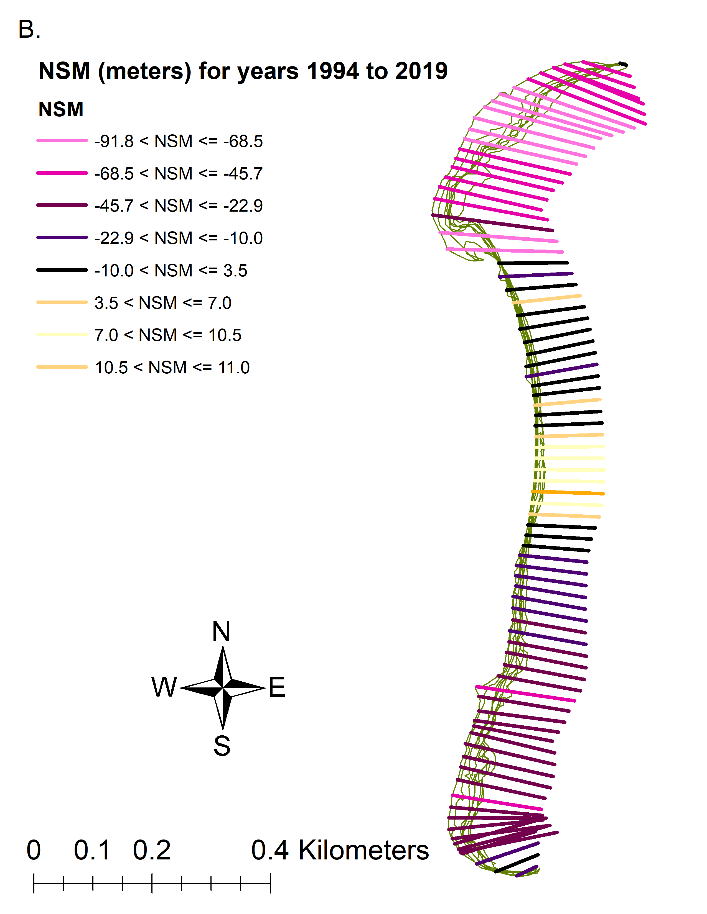 B.
NSM (meters) for years 1994 to 2019
NSM
-91.8 < NSM <= -68.5
-68.5 < NSM <= -45.7
-45.7 < NSM <= -22.9
-22.9 < NSM <= -10.0
-10.0 < NSM <= 3.5
3.5 < NSM <= 7.0
7.0 < NSM <= 10.5
10.5 < NSM <= 11.0
N
W E
S
0 0.1 0.2 0.4 Kilometers